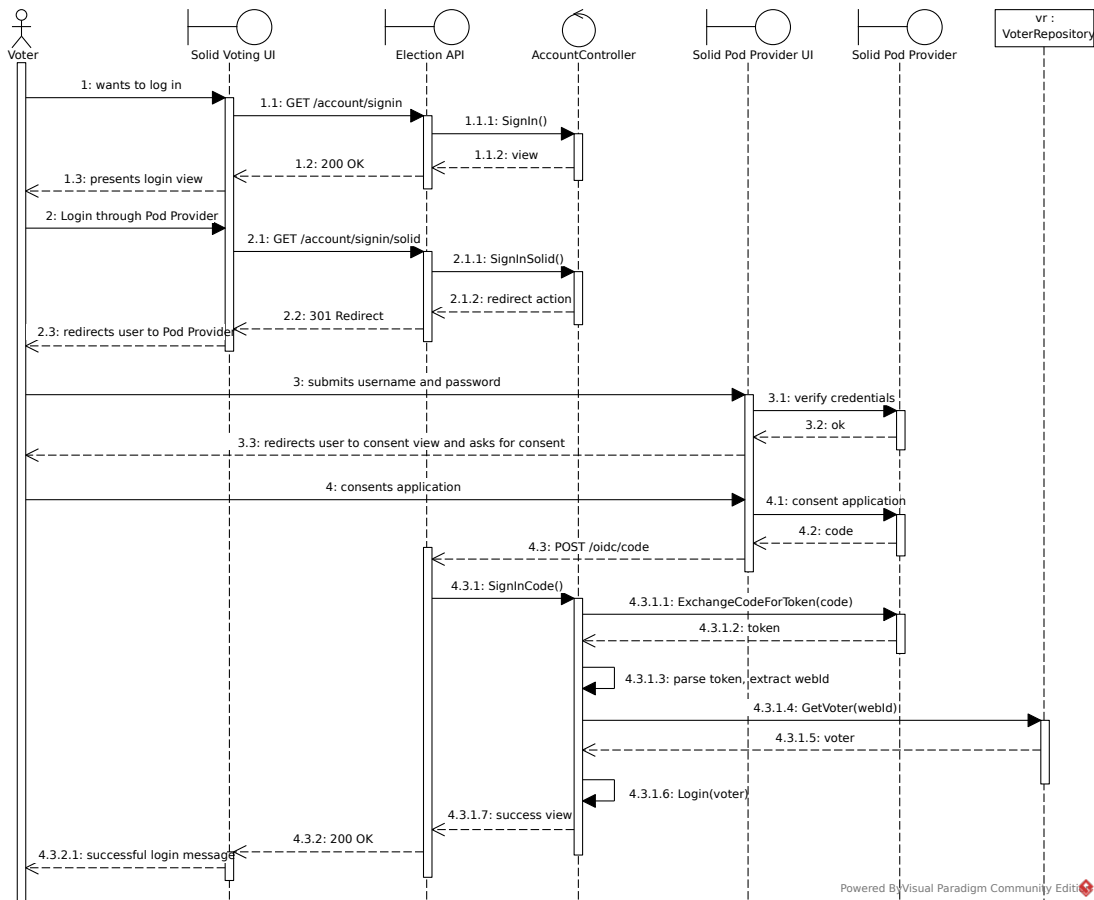 vr :
VoterRepository
Voter
Solid Voting UI
Election API
AccountController
Solid Pod Provider UI
Solid Pod Provider
1: wants to log in
1.1: GET /account/signin
1.1.1: SignIn()
1.1.2: view
1.2: 200 OK
1.3: presents login view
2: Login through Pod Provider
2.1: GET /account/signin/solid
2.1.1: SignInSolid()
2.1.2: redirect action
2.2: 301 Redirect
2.3: redirects user to Pod Provider
3: submits username and password
3.1: verify credentials
3.2: ok
3.3: redirects user to consent view and asks for consent
4: consents application
4.1: consent application
4.2: code
4.3: POST /oidc/code
4.3.1: SignInCode()
4.3.1.1: ExchangeCodeForToken(code)
4.3.1.2: token
4.3.1.3: parse token, extract webId
4.3.1.4: GetVoter(webId)
4.3.1.5: voter
4.3.1.6: Login(voter)
4.3.1.7: success view
4.3.2: 200 OK
4.3.2.1: successful login message
Powered ByVisual Paradigm Community Edition